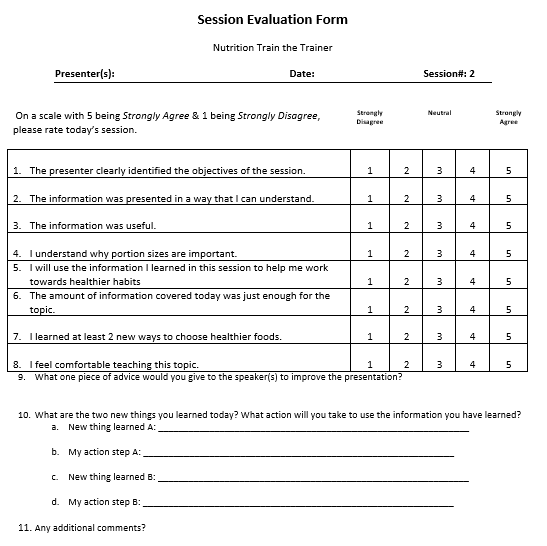 Session Evaluation Form
Nutrition Train the Trainer
Presenter(s): Date: Session#: 2
On a scale with 5 being Strongly Agree & 1 being Strongly Disagree,
please rate today's session.
Strongly Disagree Neutral Strongly Agree
1. The presenter clearly identified the objectives of the session. 1 2 3 4 5
2. The information was presented in a way that I can understand. 1 2 3 4 5
3. The information was useful. 1 2 3 4 5
4. I understand why portion sizes are important. 1 2 3 4 5
5. I will use the information I learned in this session to help me work
towards healthier habits 1 2 3 4 5
6. The amount of information covered today was just enough for the
topic. 1 2 3 4 5
7. I learned at least 2 new ways to choose healthier foods. 1 2 3 4 5
8. I feel comfortable teaching this topic. 1 2 3 4 5
9. What one piece of advice would you give to the speaker(s) to improve the presentation?
10. What are the two new things you learned today? What action will you take to use the information you have learned?
a. New thing learned A:
b. My action step A:
c. New thing learned B:
d. My action step B:
11. Any additional comments?